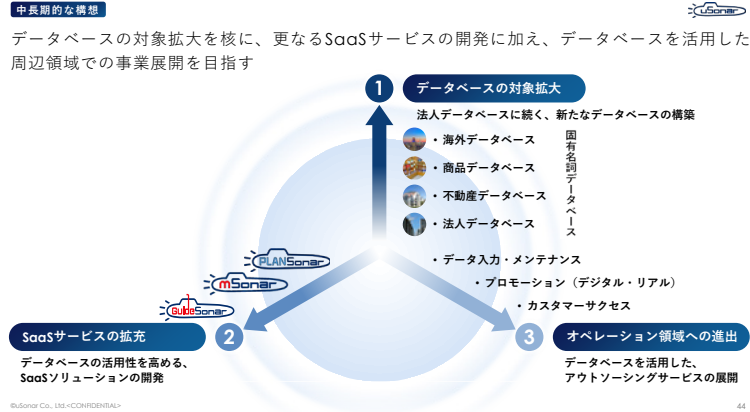 中長期的な構想
uSonar
データベースの対象拡大を核に、更なるSaaSサービスの開発に加え、データベースを活用した
周辺領域での事業展開を目指す
1
データベースの対象拡大
法人データベースに続く、新たなデータベースの構築
・海外データベース
・商品データベース
・不動産データベース
・法人データベース
固有名詞データベース
・データ入力・メンテナンス
・プロモーション（デジタル・リアル）
・カスタマーサクセス
PLANSonar
mSonar
GuideSonar
SaaSサービスの拡充
2
データベースの活用性を高める、
SaaSソリューションの開発
3
オペレーション領域への進出
データベースを活用した、
アウトソーシングサービスの展開
©uSonar Co., Ltd.<CONFIDENTIAL>
44